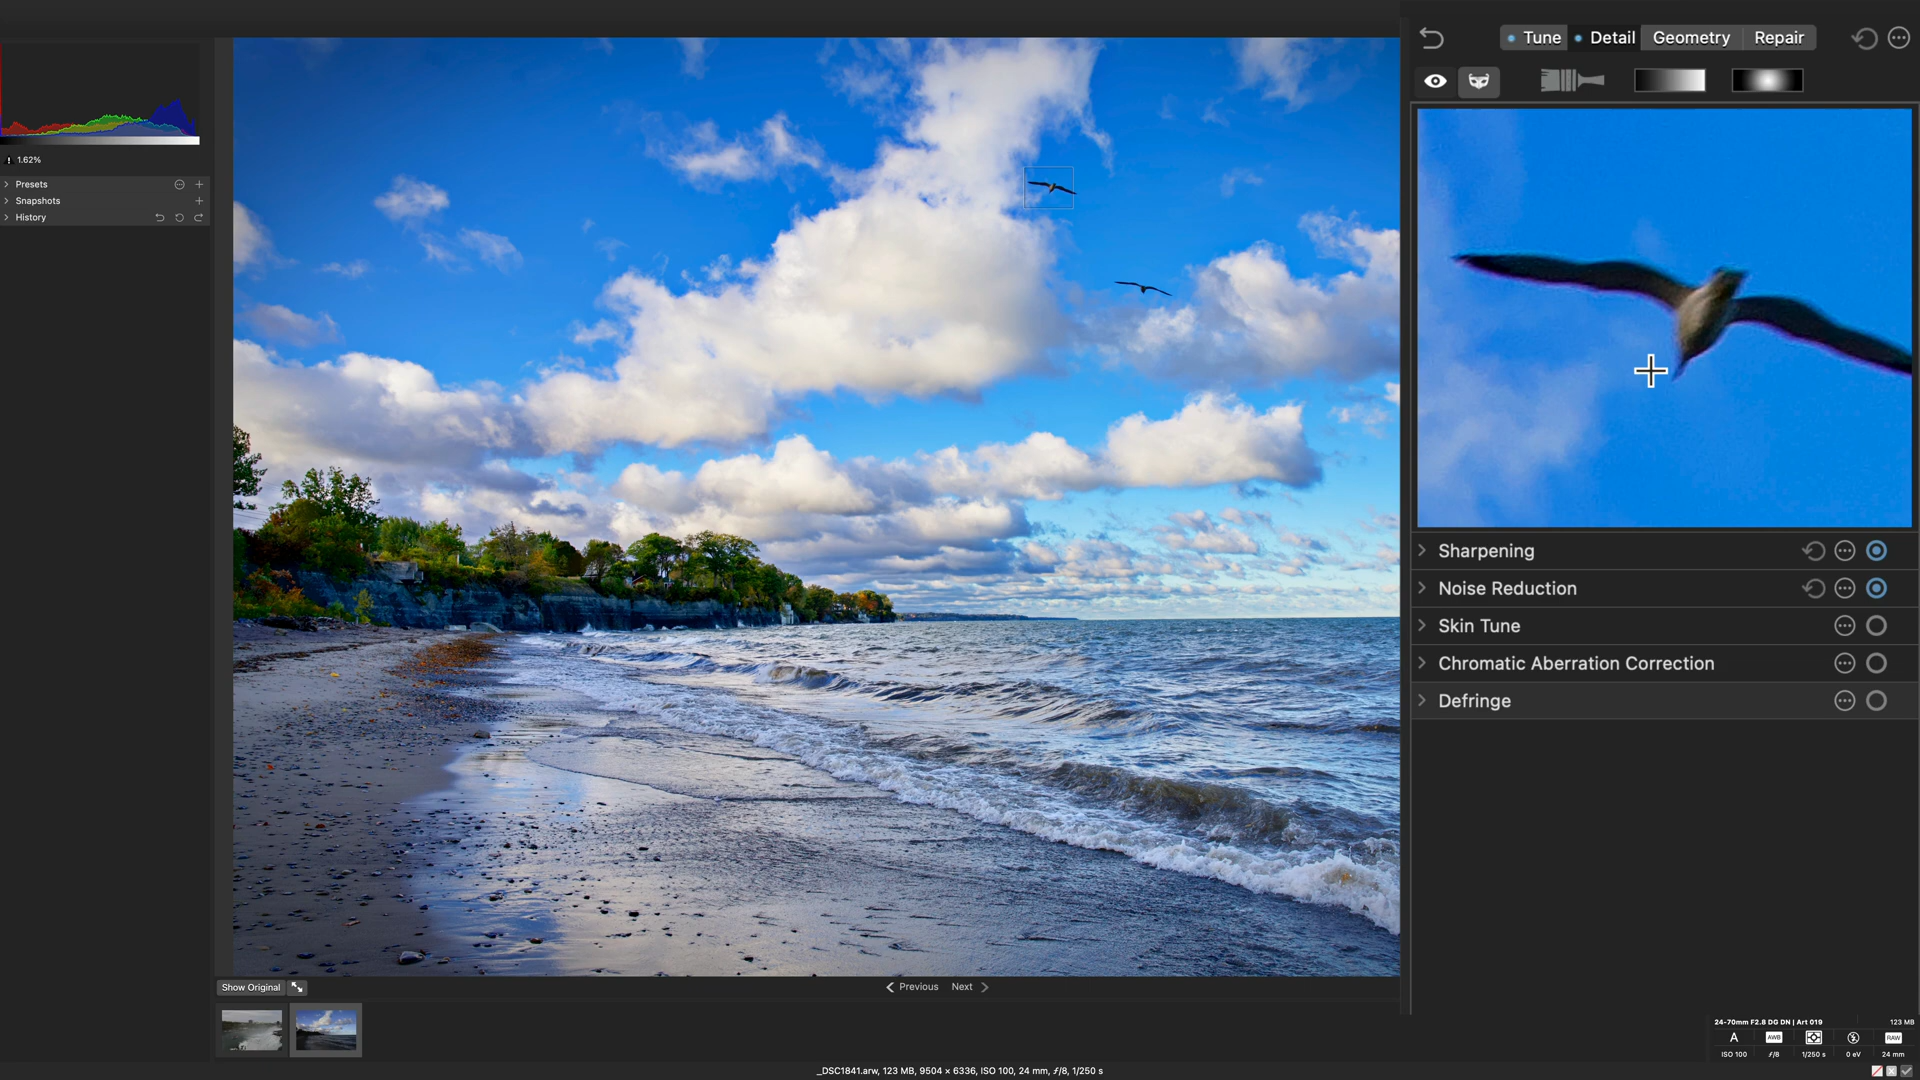 Tune
Detail
Geometry
Repair
1.62%
Presets
Snapshots
History
Sharpening
Noise Reduction
Skin Tune
Chromatic Aberration Correction
Defringe
Show Original
Previous
Next
24-70mm F2.8 DG DN | Art 019
123 MB
A
AWB
RAW
ISO 100
ƒ/8
1/250 s
0 eV
24 mm
_DSC1841.arw, 123 MB, 9504 × 6336, ISO 100, 24 mm, ƒ/8, 1/250 s